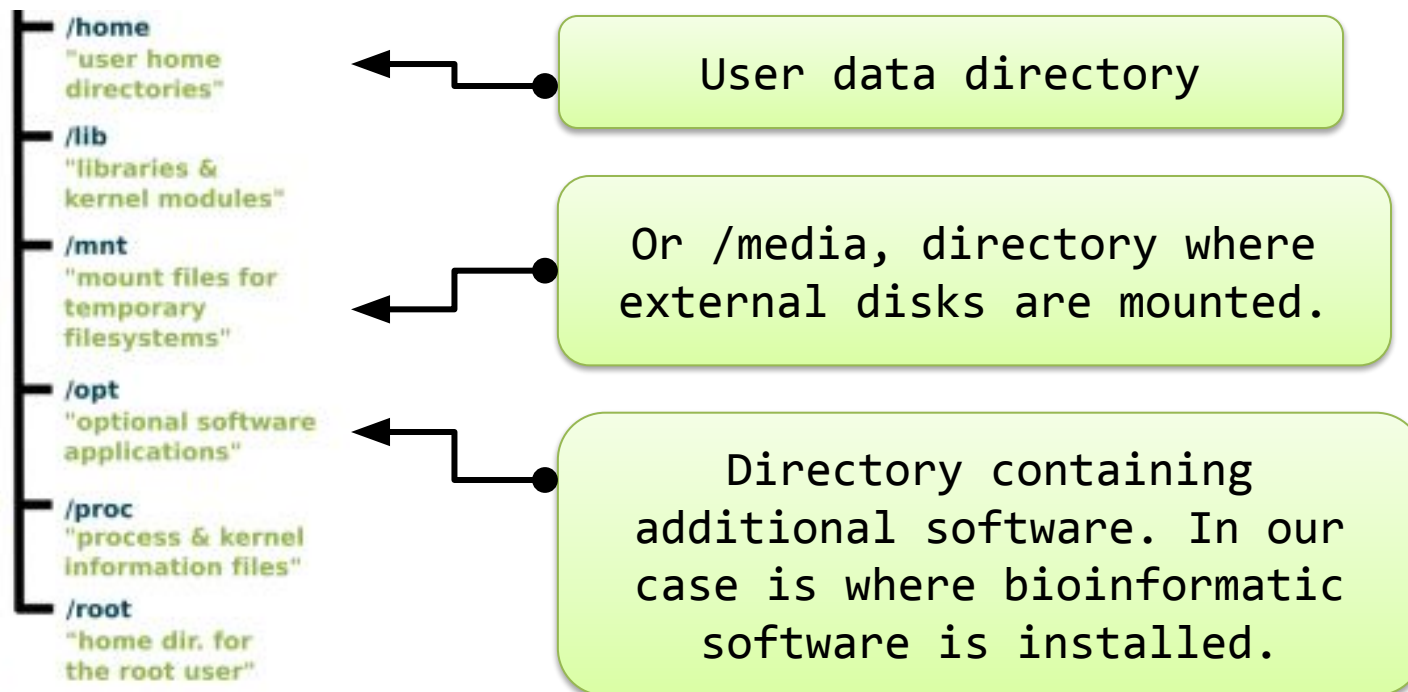 /home
"user home
directories"
/lib
"libraries &
kernel modules"
/mnt
"mount files for
temporary
filesystems"
/opt
"optional software
applications"
/proc
"process & kernel
information files"
/root
"home dir. for
the root user"
User data directory
Or /media, directory where
external disks are mounted.
Directory containing
additional software. In our
case is where bioinformatic
software is installed.